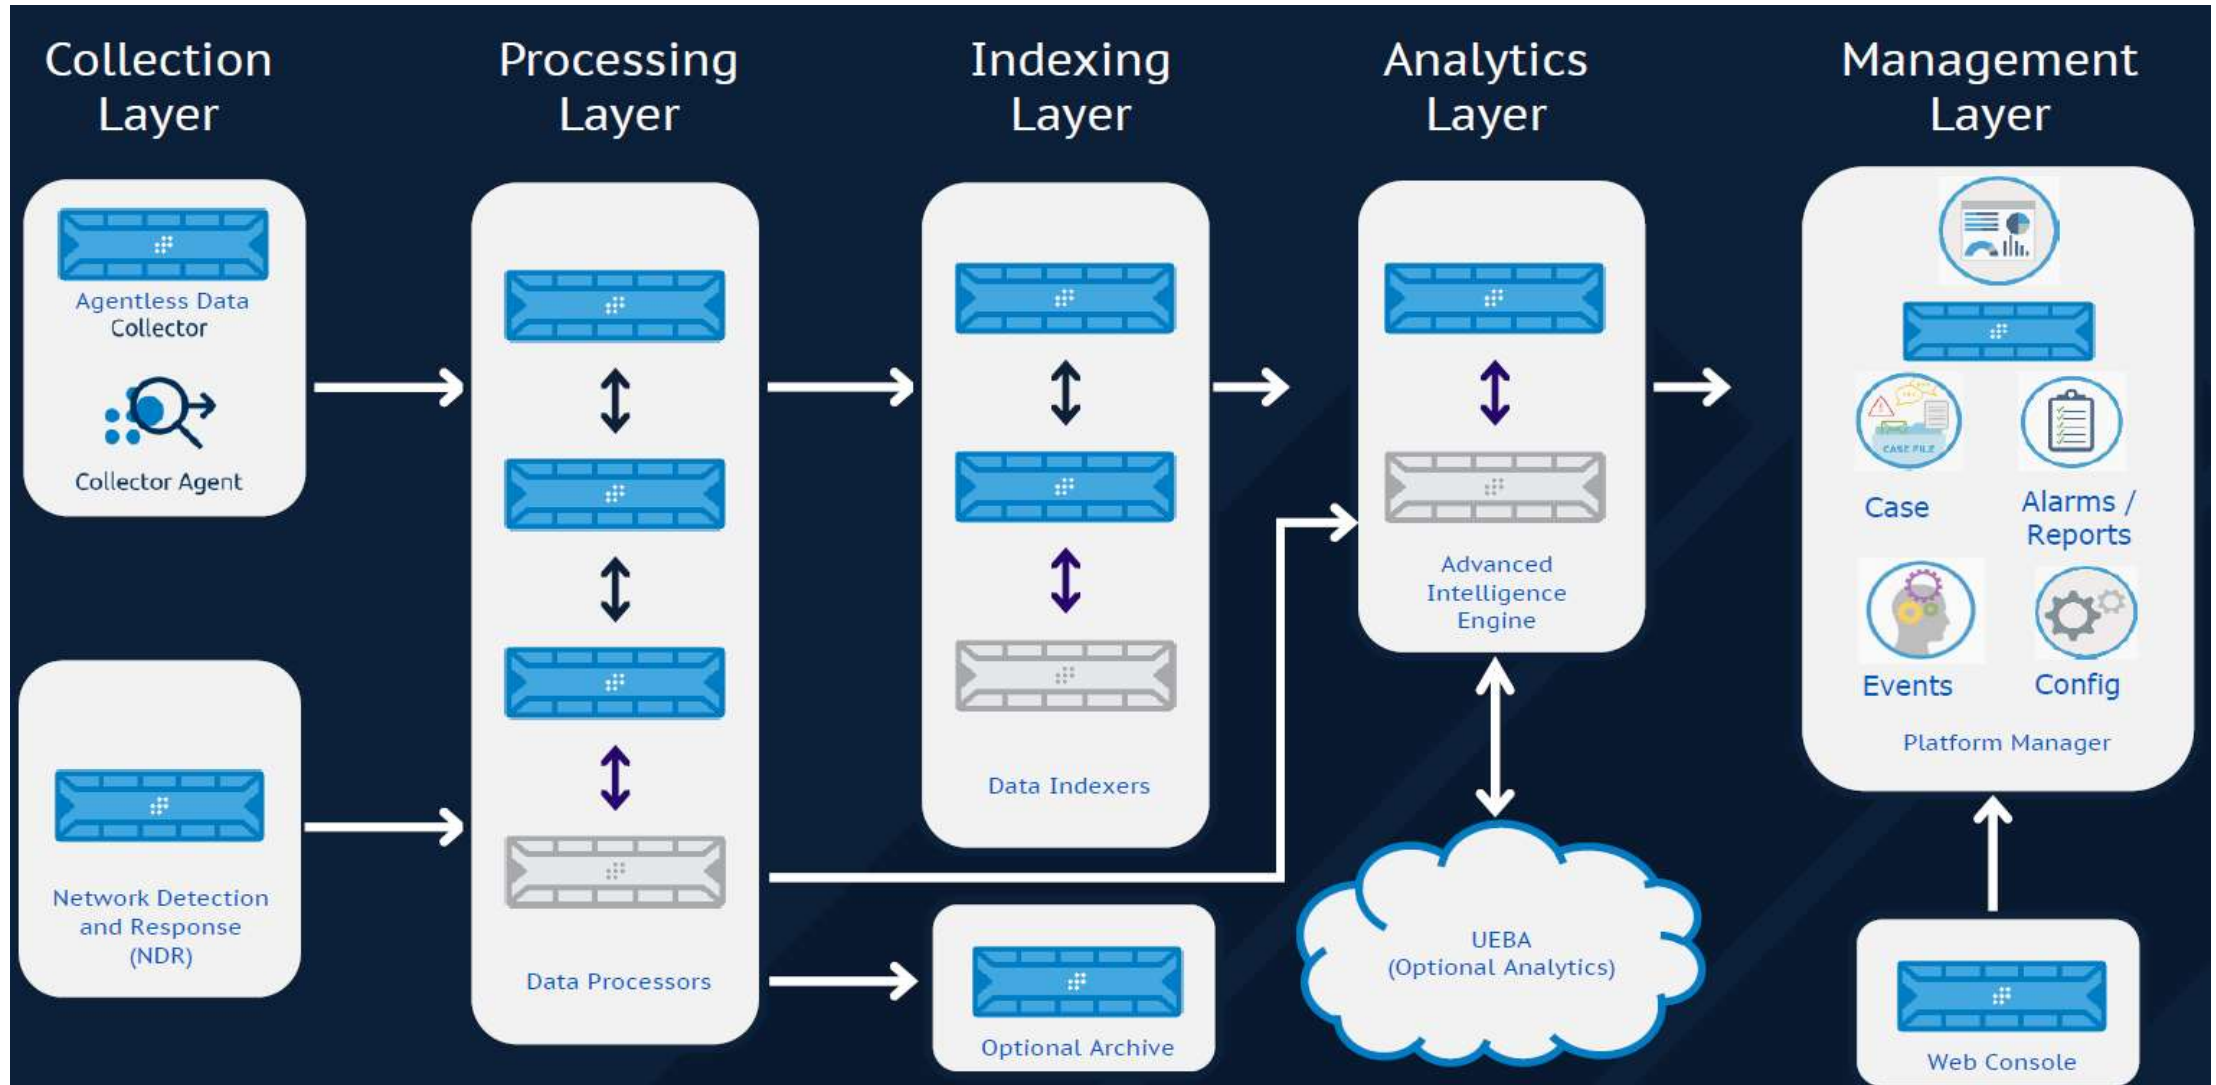 Collection
Layer
Processing
Layer
Indexing
Layer
Analytics
Layer
Management
Layer
Agentless Data
Collector
Collector Agent
Network Detection
and Response
(NDR)
Data Processors
Data Indexers
Optional Archive
Advanced
Intelligence
Engine
UEBA
(Optional Analytics)
CASE FILE
Case
Alarms /
Reports
Events
Config
Platform Manager
Web Console